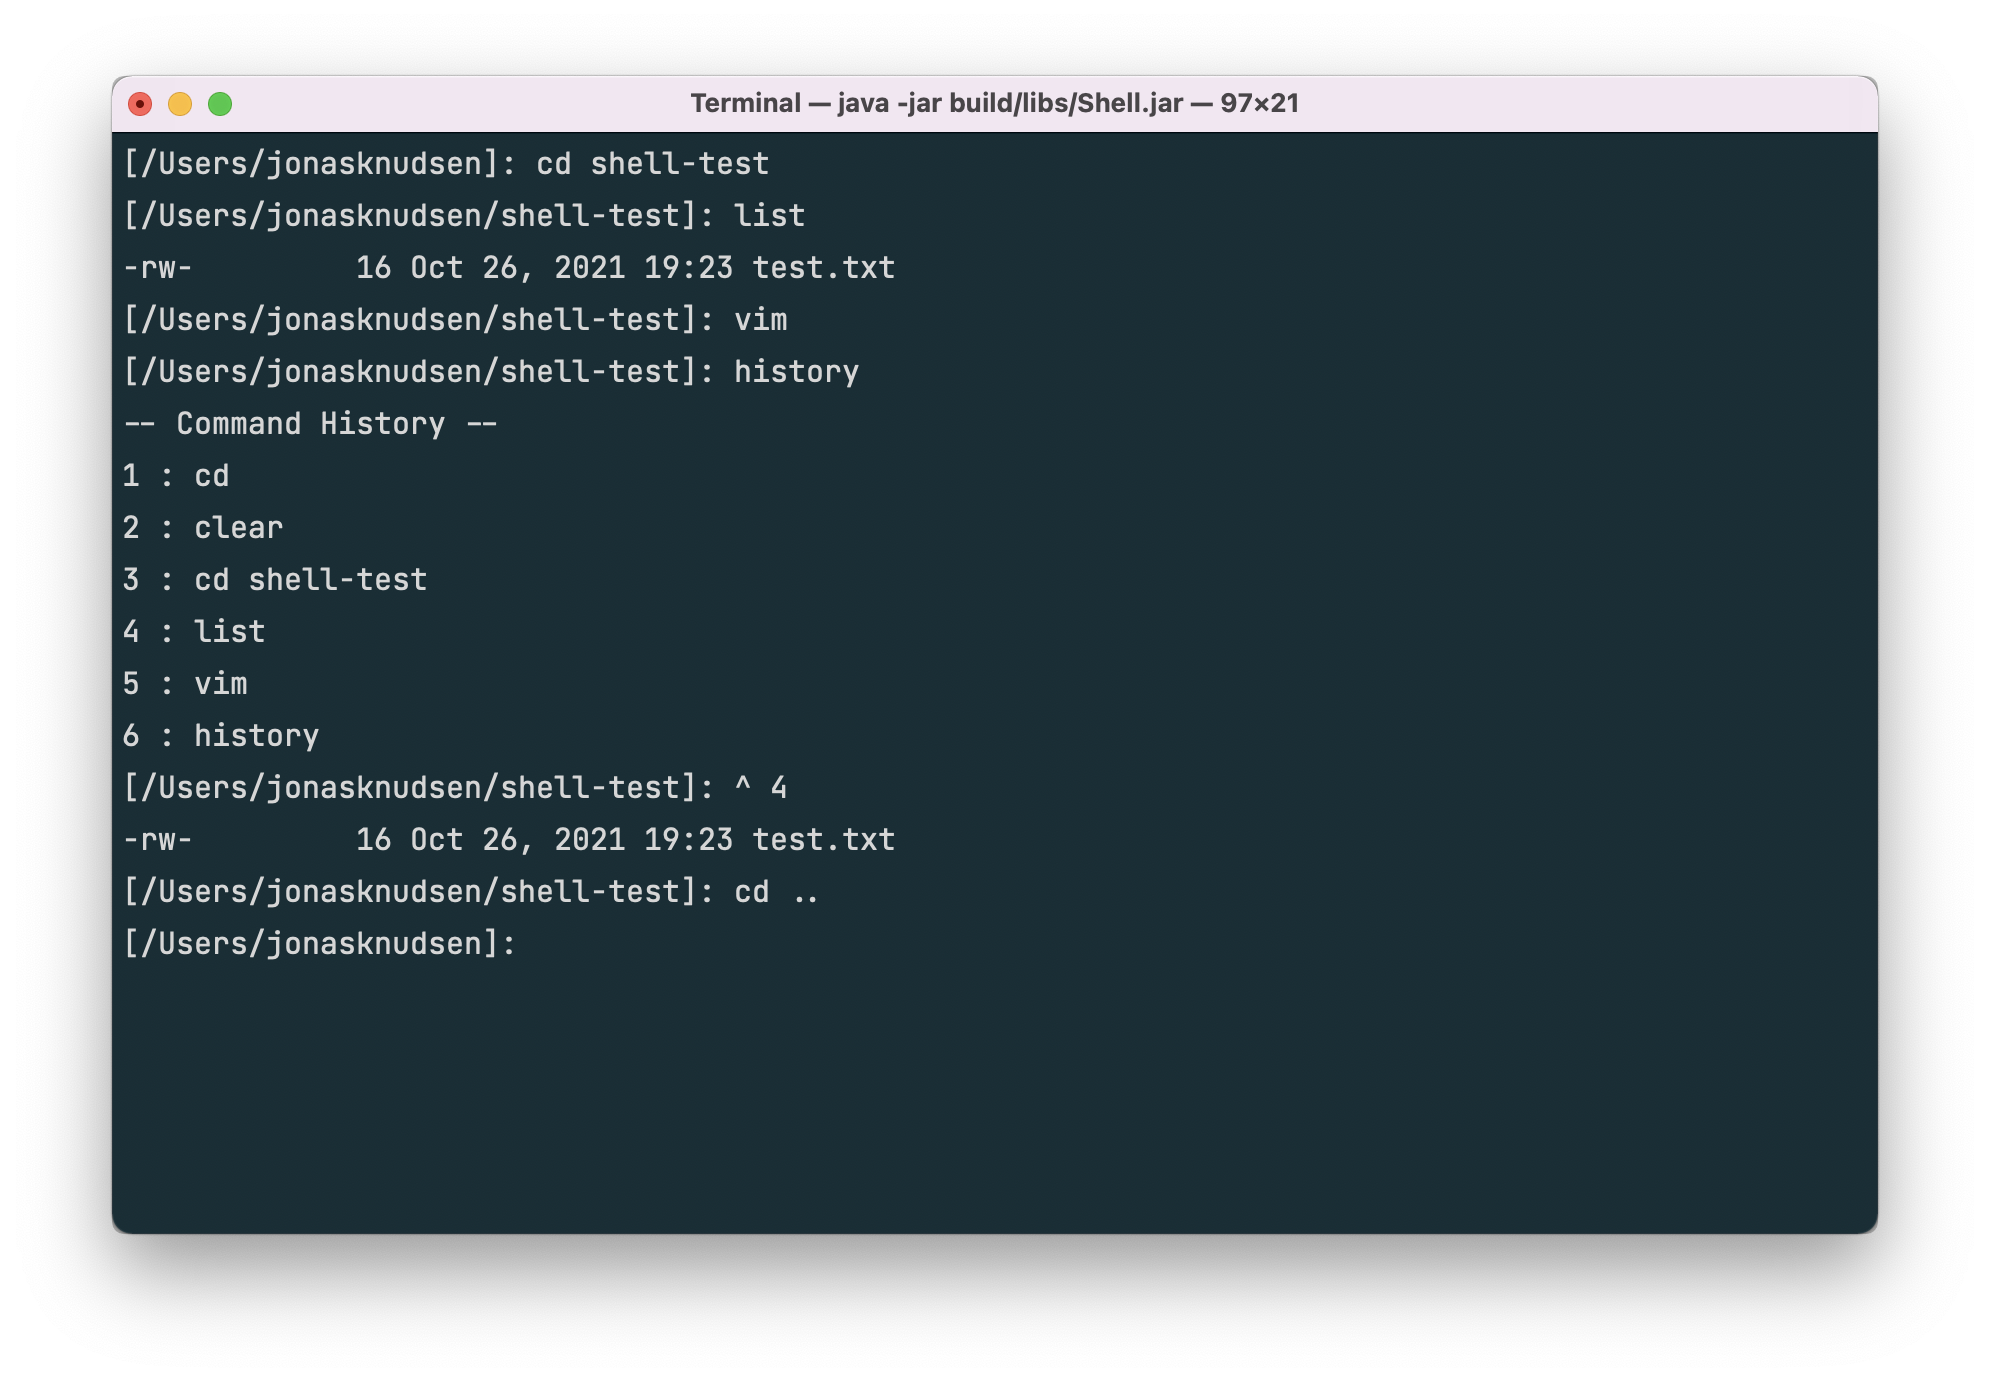 Terminal — java -jar build/libs/Shell.jar — 97×21
[/Users/jonasknudsen]: cd shell-test
[/Users/jonasknudsen/shell-test]: list
-rw-         16 Oct 26, 2021 19:23 test.txt
[/Users/jonasknudsen/shell-test]: vim
[/Users/jonasknudsen/shell-test]: history
-- Command History --
1 : cd
2 : clear
3 : cd shell-test
4 : list
5 : vim
6 : history
[/Users/jonasknudsen/shell-test]: ^ 4
-rw-         16 Oct 26, 2021 19:23 test.txt
[/Users/jonasknudsen/shell-test]: cd ..
[/Users/jonasknudsen]: